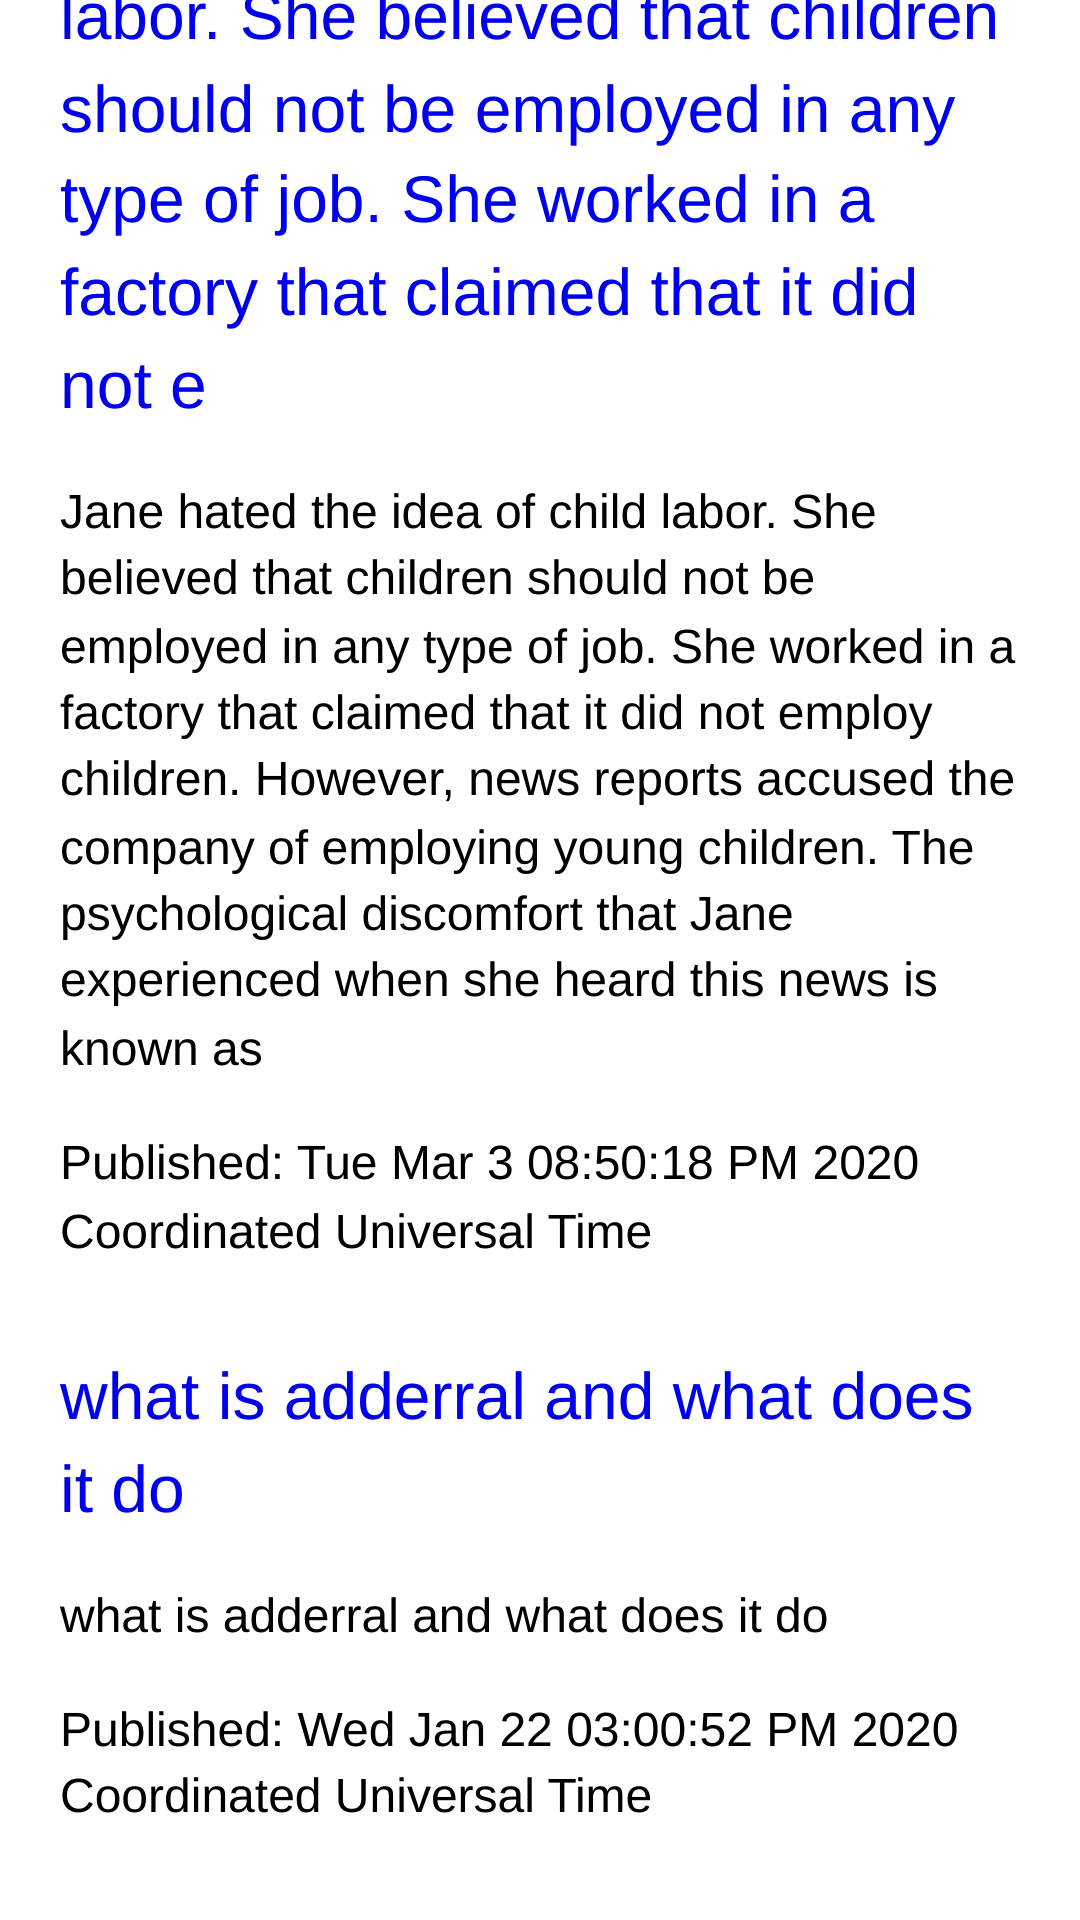 labor. She believed that children
should not be employed in any
type of job. She worked in a
factory that claimed that it did
not e
Jane hated the idea of child labor. She
believed that children should not be
employed in any type of job. She worked in a
factory that claimed that it did not employ
children. However, news reports accused the
company of employing young children. The
psychological discomfort that Jane
experienced when she heard this news is
known as
Published: Tue Mar 3 08:50:18 PM 2020
Coordinated Universal Time
what is adderral and what does
it do
what is adderral and what does it do
Published: Wed Jan 22 03:00:52 PM 2020
Coordinated Universal Time